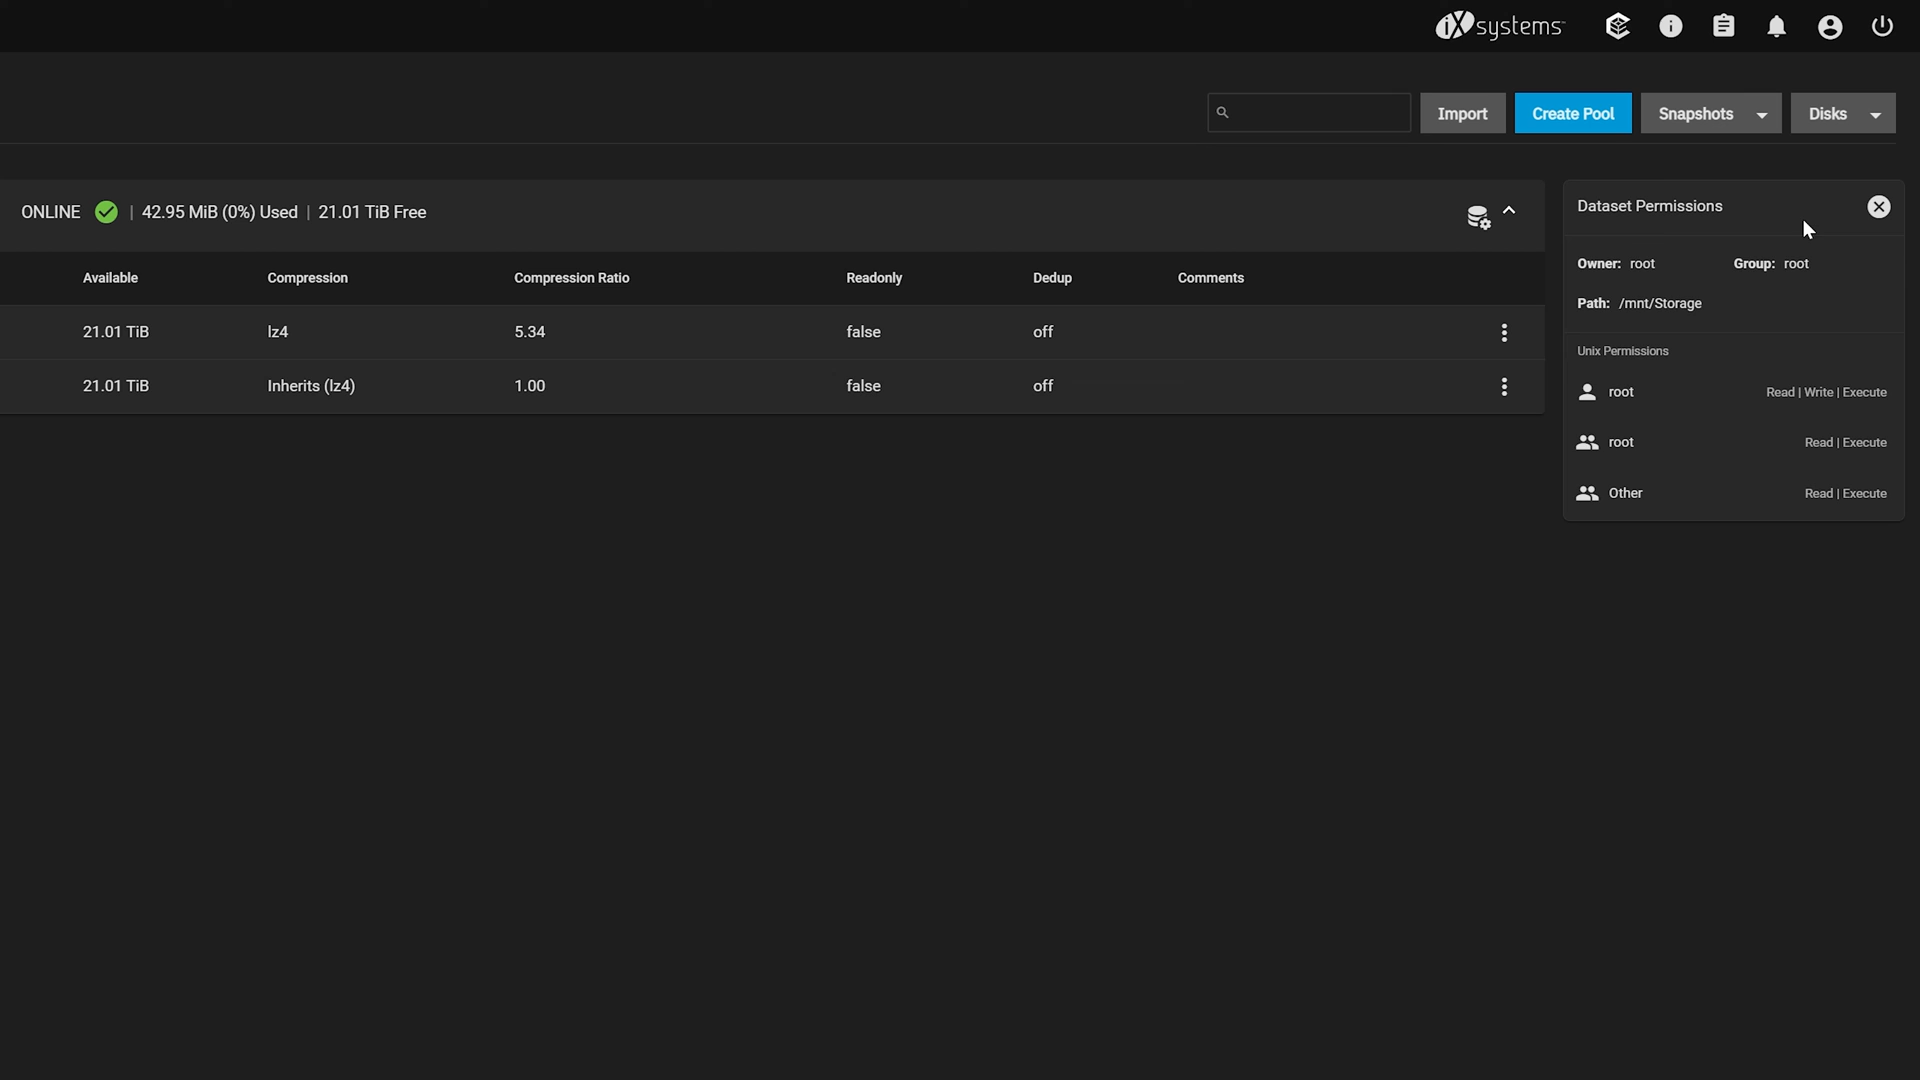 iXsystems
Import Create Pool Snapshots Disks
ONLINE | 42.95 MiB (0%) Used | 21.01 TiB Free
Available Compression Compression Ratio Readonly Dedup Comments
21.01 TiB lz4 5.34 false off
21.01 TiB Inherits (lz4) 1.00 false off
Dataset Permissions
Owner: root Group: root
Path: /mnt/Storage
Unix Permissions
root Read | Write | Execute
root Read | Execute
Other Read | Execute